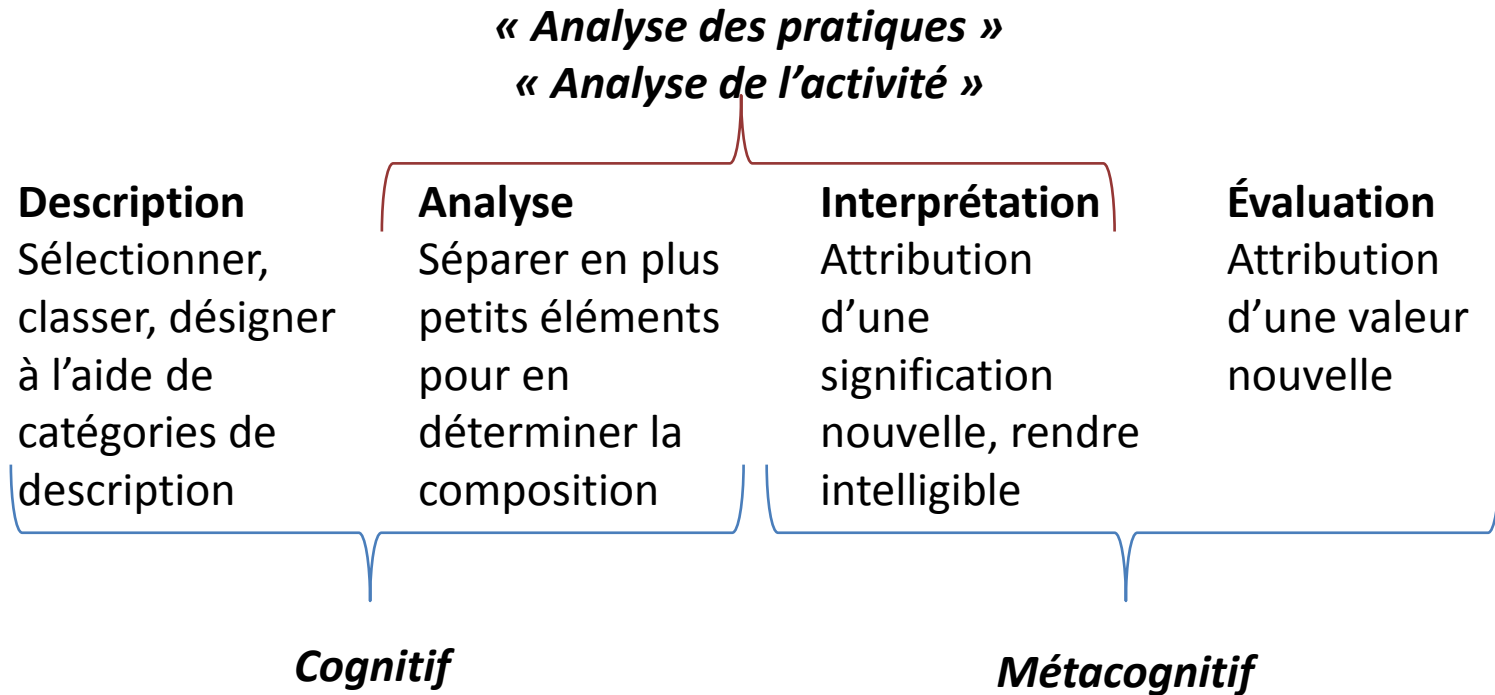 « Analyse des pratiques »
« Analyse de l’activité »
Description
Sélectionner,
classer, désigner
à l’aide de
catégories de
description
Analyse
Séparer en plus
petits éléments
pour en
déterminer la
composition
Interprétation
Attribution
d’une
signification
nouvelle, rendre
intelligible
Évaluation
Attribution
d’une valeur
nouvelle
Cognitif
Métacognitif